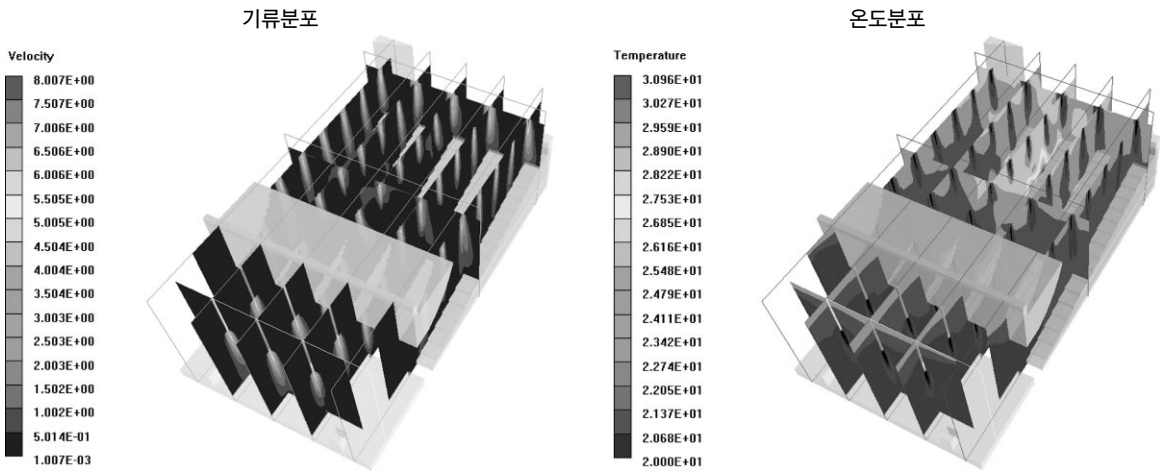 기류분포
Velocity
8.007E+00
7.507E+00
7.006E+00
6.506E+00
6.006E+00
5.505E+00
5.005E+00
4.504E+00
4.004E+00
3.504E+00
3.003E+00
2.503E+00
2.003E+00
1.502E+00
1.002E+00
5.014E-01
1.007E-03
온도분포
Temperature
3.096E+01
3.027E+01
2.959E+01
2.890E+01
2.822E+01
2.753E+01
2.685E+01
2.616E+01
2.548E+01
2.479E+01
2.411E+01
2.342E+01
2.274E+01
2.205E+01
2.137E+01
2.068E+01
2.000E+01